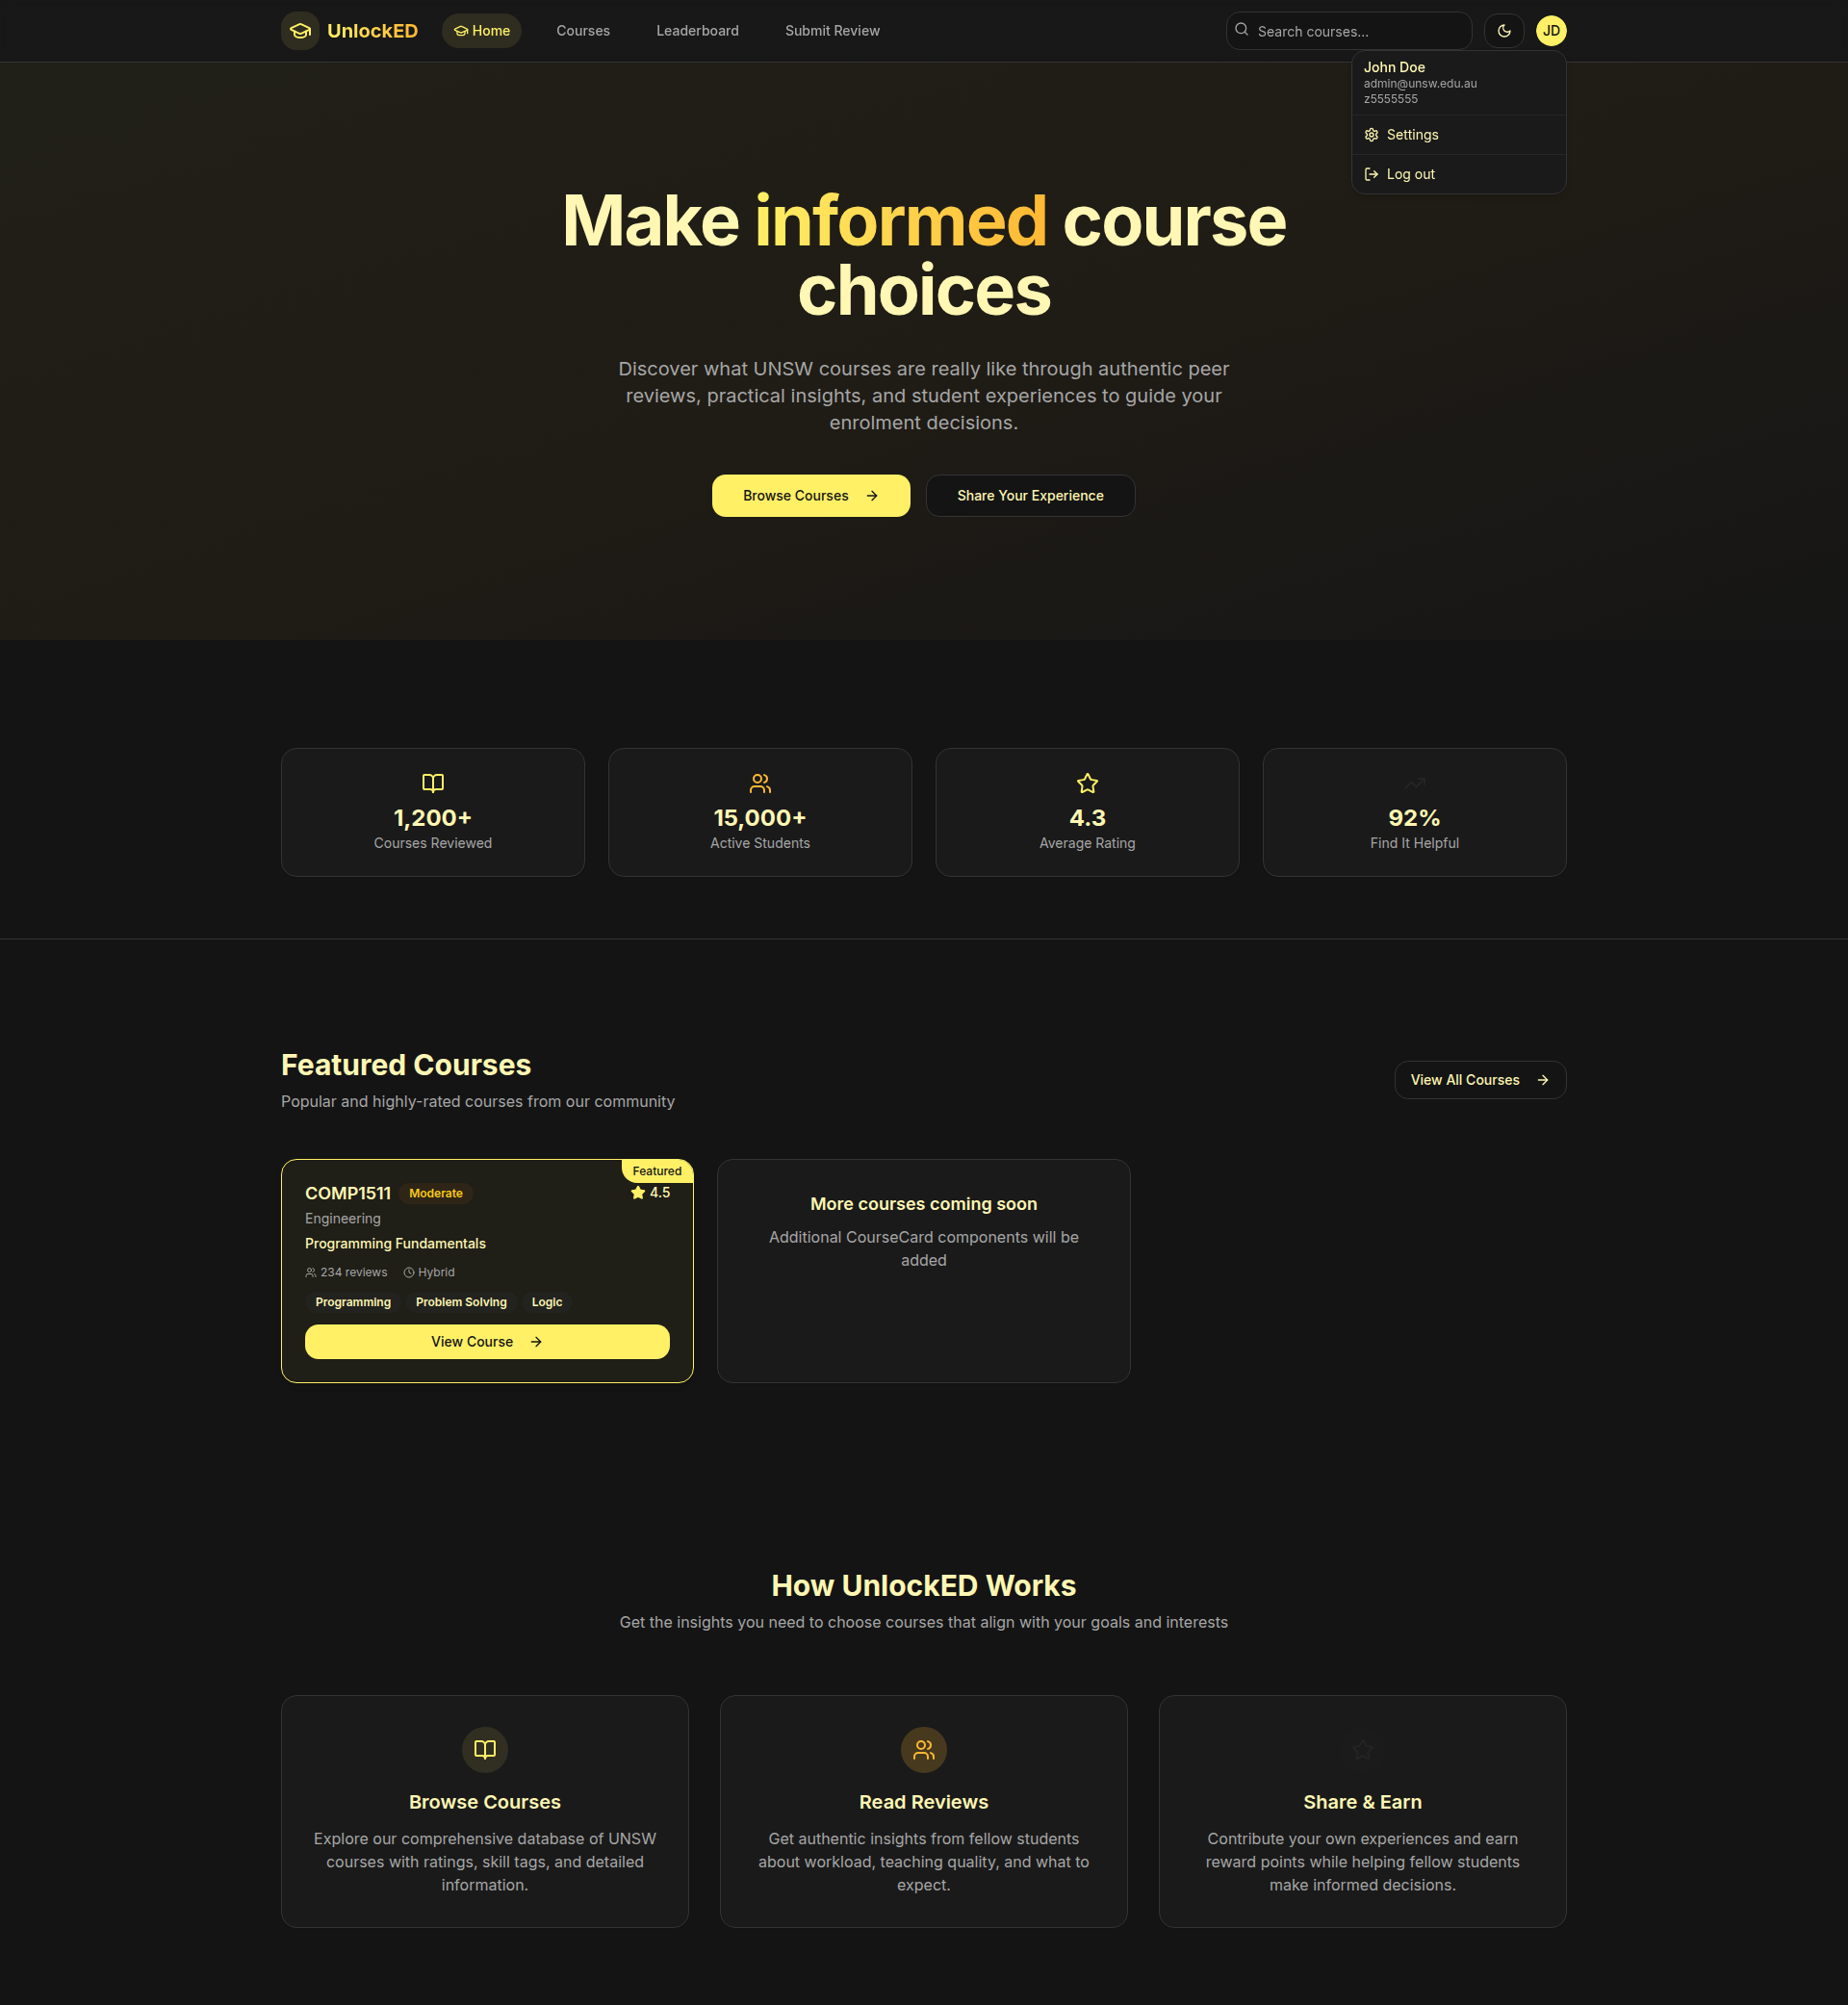 UnlockED
Home
Courses
Leaderboard
Submit Review
Search courses...
JD
John Doe
admin@unsw.edu.au
z5555555
Settings
Log out
Make informed course
choices
Discover what UNSW courses are really like through authentic peer
reviews, practical insights, and student experiences to guide your
enrolment decisions.
Browse Courses
Share Your Experience
1,200+
Courses Reviewed
15,000+
Active Students
4.3
Average Rating
92%
Find It Helpful
Featured Courses
Popular and highly-rated courses from our community
View All Courses
Featured
COMP1511
Moderate
4.5
Engineering
Programming Fundamentals
234 reviews
Hybrid
Programming
Problem Solving
Logic
View Course
More courses coming soon
Additional CourseCard components will be
added
How UnlockED Works
Get the insights you need to choose courses that align with your goals and interests
Browse Courses
Explore our comprehensive database of UNSW
courses with ratings, skill tags, and detailed
information.
Read Reviews
Get authentic insights from fellow students
about workload, teaching quality, and what to
expect.
Share & Earn
Contribute your own experiences and earn
reward points while helping fellow students
make informed decisions.